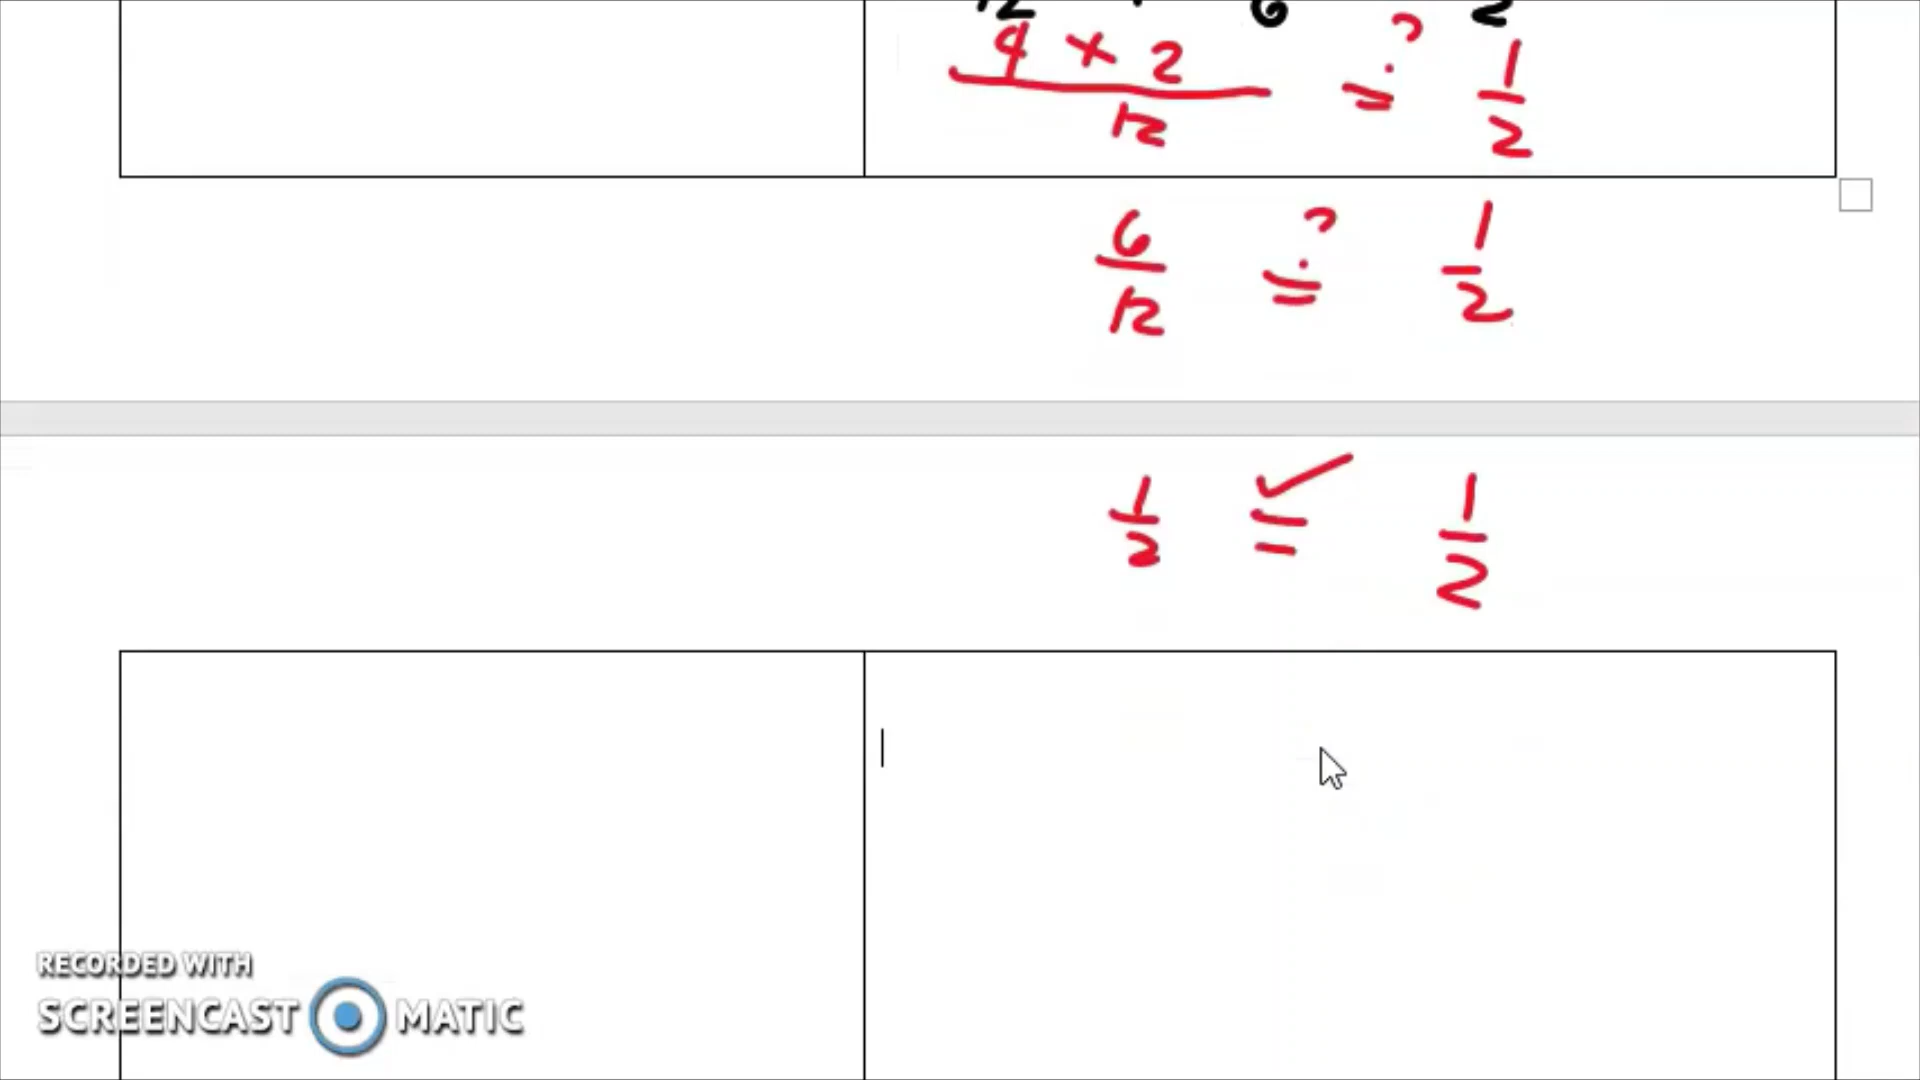 4 + 2 / 12 =? 1/2
6/12 =? 1/2
1/2 =✓ 1/2
RECORDED WITH
SCREENCAST MATIC